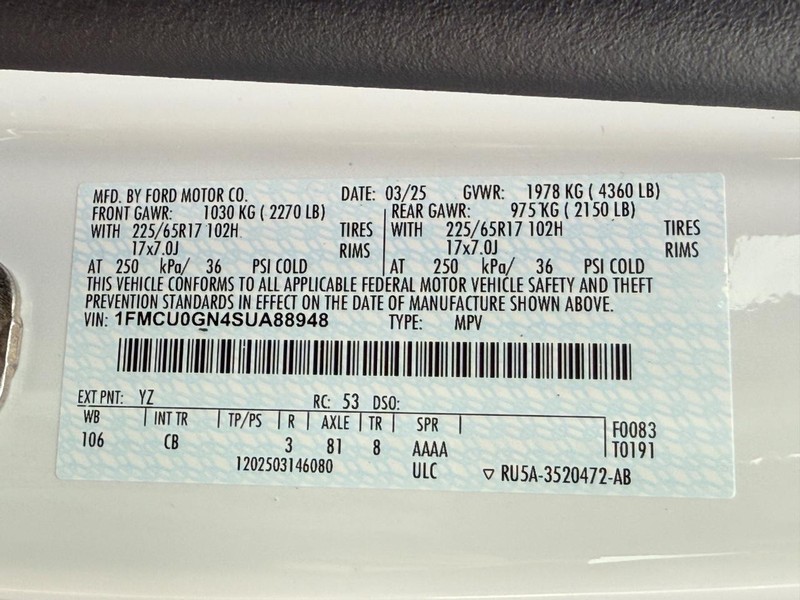 MFD. BY FORD MOTOR CO. DATE: 03/25 GVWR: 1978 KG ( 4360 LB)
FRONT GAWR: 1030 KG ( 2270 LB) REAR GAWR: 975 KG ( 2150 LB)
WITH 225/65R17 102H TIRES WITH 225/65R17 102H TIRES
17x7.0J RIMS 17x7.0J RIMS
AT 250 kPa/ 36 PSI COLD AT 250 kPa/ 36 PSI COLD
THIS VEHICLE CONFORMS TO ALL APPLICABLE FEDERAL MOTOR VEHICLE SAFETY AND THEFT
PREVENTION STANDARDS IN EFFECT ON THE DATE OF MANUFACTURE SHOWN ABOVE.
VIN: 1FMCU0GN4SUA88948 TYPE: MPV
EXT PNT: YZ RC: 53 DSO:
WB INT TR TP/PS R AXLE TR SPR F0083
106 CB 3 81 8 AAAA T0191
1202503146080 ULC ▽ RU5A-3520472-AB